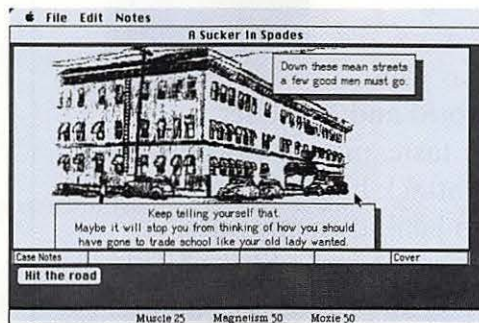 File Edit Notes
A Sucker In Spades
Down these mean streets
a few good men must go.
Keep telling yourself that.
Maybe it will stop you from thinking of how you should
have gone to trade school like your old lady wanted.
Case Notes
Cover
Hit the road
Muscle 25 Magnetism 50 Moxie 50